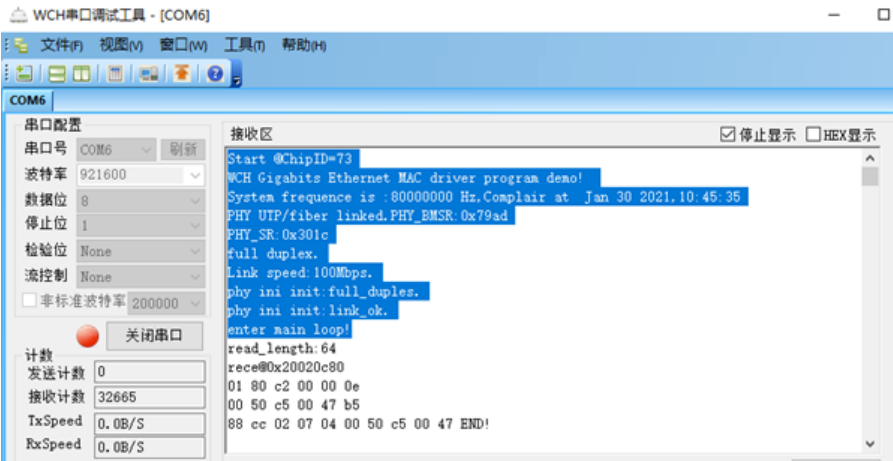 WCH串口调试工具 - [COM6]
文件(F) 视图(V) 窗口(W) 工具(T) 帮助(H)
COM6
串口配置
串口号 COM6 刷新
波特率 921600
数据位 8
停止位 1
检验位 None
流控制 None
非标准波特率 200000
关闭串口
计数
发送计数 0
接收计数 32665
TxSpeed 0.0B/S
RxSpeed 0.0B/S
接收区 停止显示 HEX显示
Start @ChipID=73
WCH Gigabits Ethernet MAC driver program demo!
System frequence is :80000000 Hz,Complair at Jan 30 2021,10:45:35
PHY UTP/fiber linked.PHY_BMSR:0x79ad
PHY_SR:0x301c
full duplex.
Link speed:100Mbps.
phy ini init:full_duples.
phy ini init:link_ok.
enter main loop!
read_length:64
rece@0x20020c80
01 80 c2 00 00 0e
00 50 c5 00 47 b5
88 cc 02 07 04 00 50 c5 00 47 END!